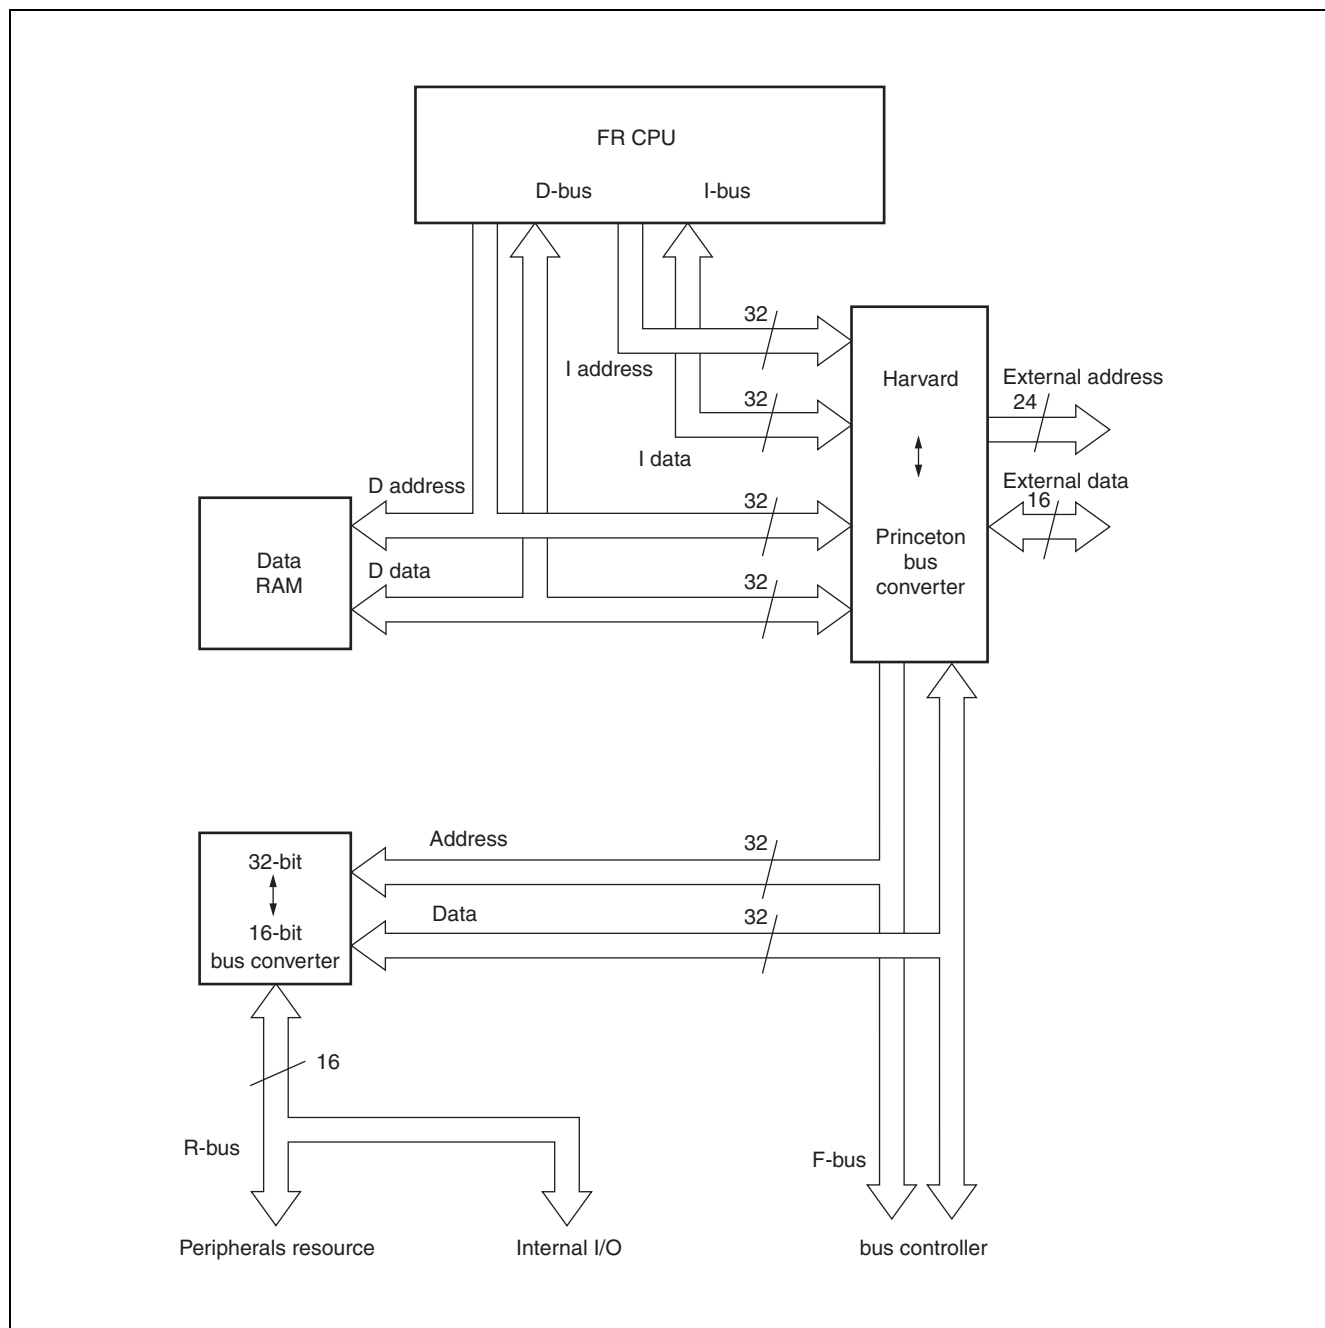 FR CPU
D-bus
I-bus
32
I address
32
I data
Harvard
Princeton
bus
converter
External address
24
External data
16
D address
32
D data
32
Data
RAM
Address
32
Data
32
32-bit
16-bit
bus converter
16
R-bus
F-bus
Peripherals resource
Internal I/O
bus controller